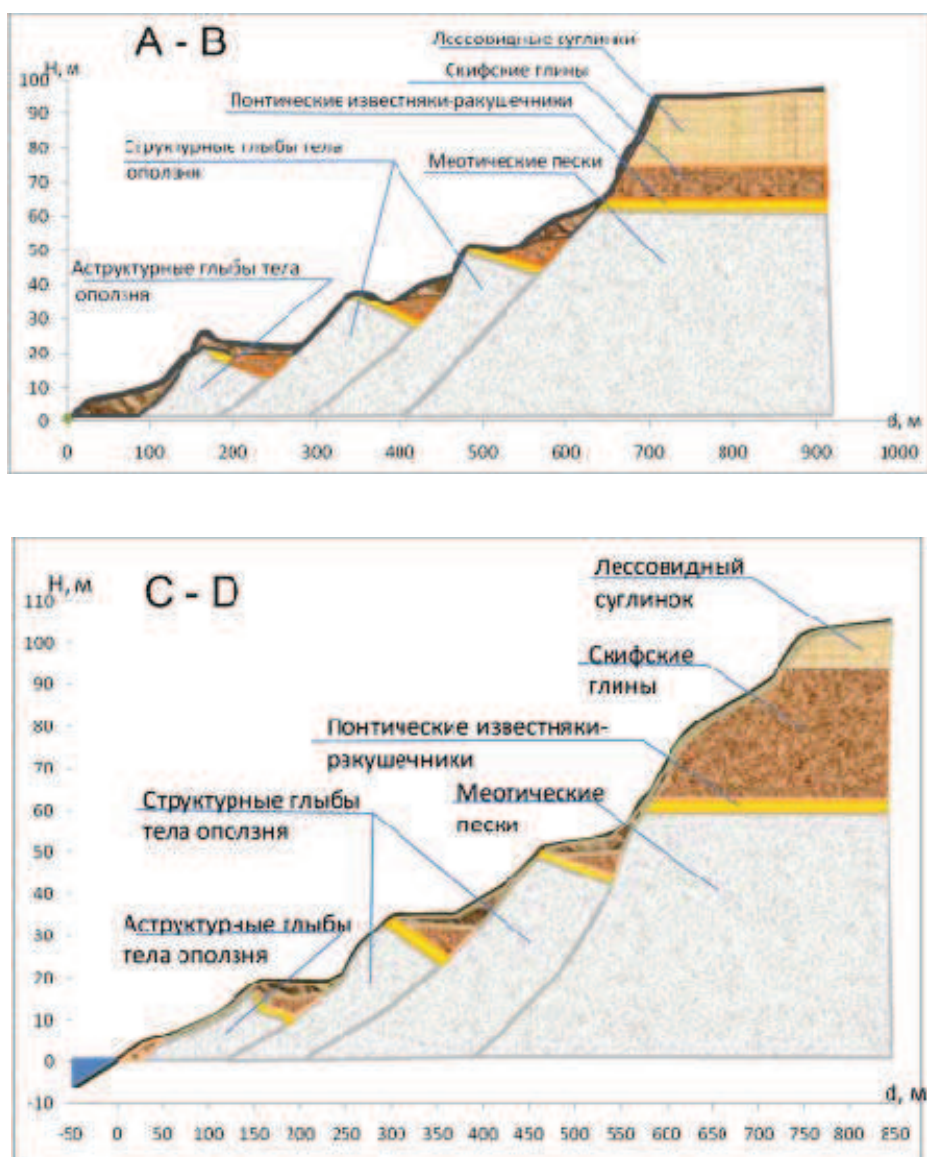 A - B
Лессовидные суглинки
H, м
Скифские глины
100
Понтические известняки-ракушечники
90
80
Структурные глыбы тела
оползня
Меотические пески
70
60
50
Аструктурные глыбы тела
оползня
40
30
20
10
0
d, м
0 100 200 300 400 500 600 700 800 900 1000
Лессовидный
суглинок
H, м
C - D
110
Скифские
глины
100
90
80
Понтические известняки-
ракушечники
70
Структурные глыбы
тела оползня
Меотические
пески
60
50
40
Аструктурные глыбы
тела оползня
30
20
10
0
-10
d, м
-50 0 50 100 150 200 250 300 350 400 450 500 550 600 650 700 750 800 850